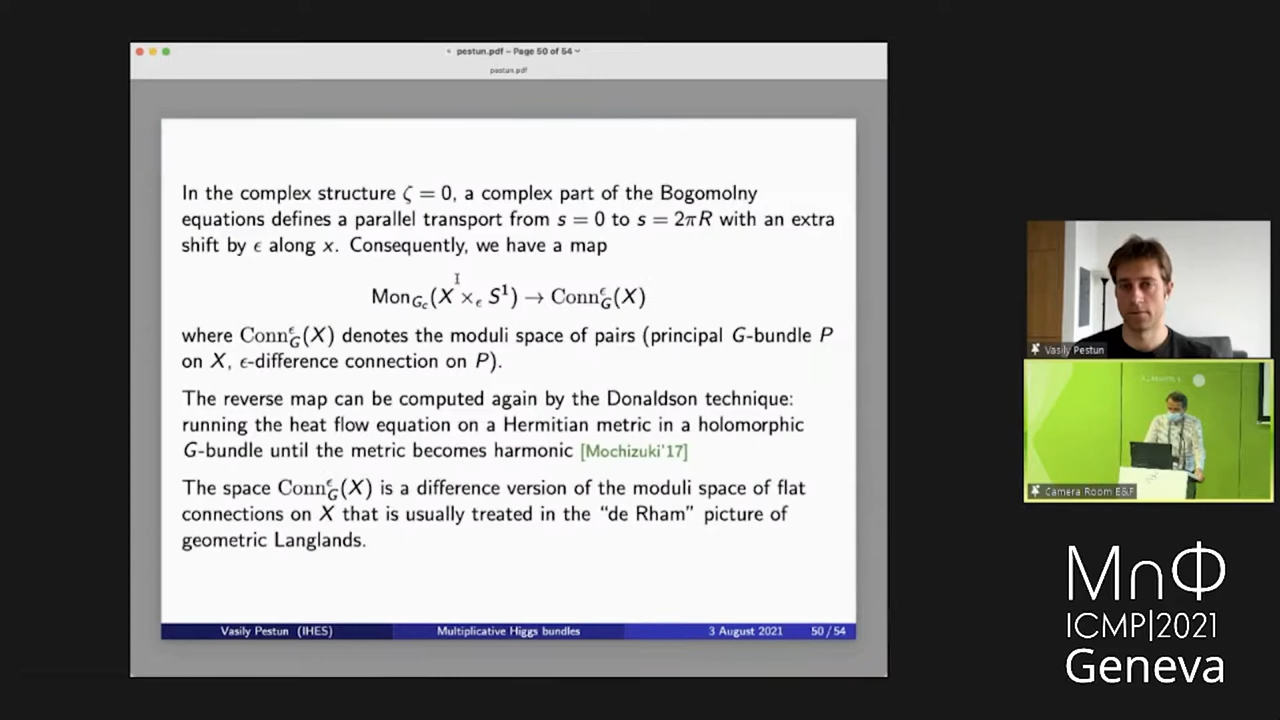 pestun.pdf – Page 50 of 54
pestun.pdf
In the complex structure ζ = 0, a complex part of the Bogomolny
equations defines a parallel transport from s = 0 to s = 2πR with an extra
shift by ϵ along x. Consequently, we have a map
Mon_{G_c}(X ×_ϵ S¹) → Conn^ϵ_G(X)
where Conn^ϵ_G(X) denotes the moduli space of pairs (principal G-bundle P
on X, ϵ-difference connection on P).
The reverse map can be computed again by the Donaldson technique:
running the heat flow equation on a Hermitian metric in a holomorphic
G-bundle until the metric becomes harmonic [Mochizuki'17]
The space Conn^ϵ_G(X) is a difference version of the moduli space of flat
connections on X that is usually treated in the “de Rham” picture of
geometric Langlands.
Vasily Pestun (IHES) Multiplicative Higgs bundles 3 August 2021 50 / 54
Vasily Pestun
Camera Room E&F
M∩Φ
ICMP|2021
Geneva